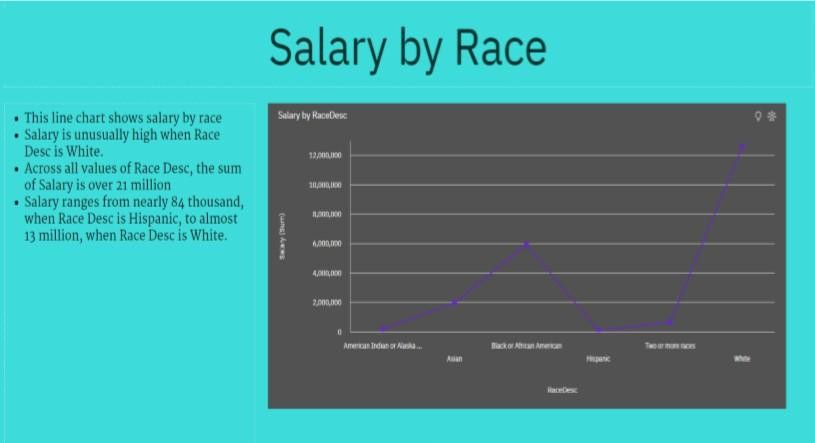 Salary by Race
• This line chart shows salary by race
• Salary is unusually high when Race
Desc is White.
• Across all values of Race Desc, the sum
of Salary is over 21 million
• Salary ranges from nearly 84 thousand,
when Race Desc is Hispanic, to almost
13 million, when Race Desc is White.
Salary by RaceDesc
Salary (Sum)
12,000,000
10,000,000
8,000,000
6,000,000
4,000,000
2,000,000
0
American Indian or Alaska ...
Asian
Black or African American
Hispanic
Two or more races
White
RaceDesc